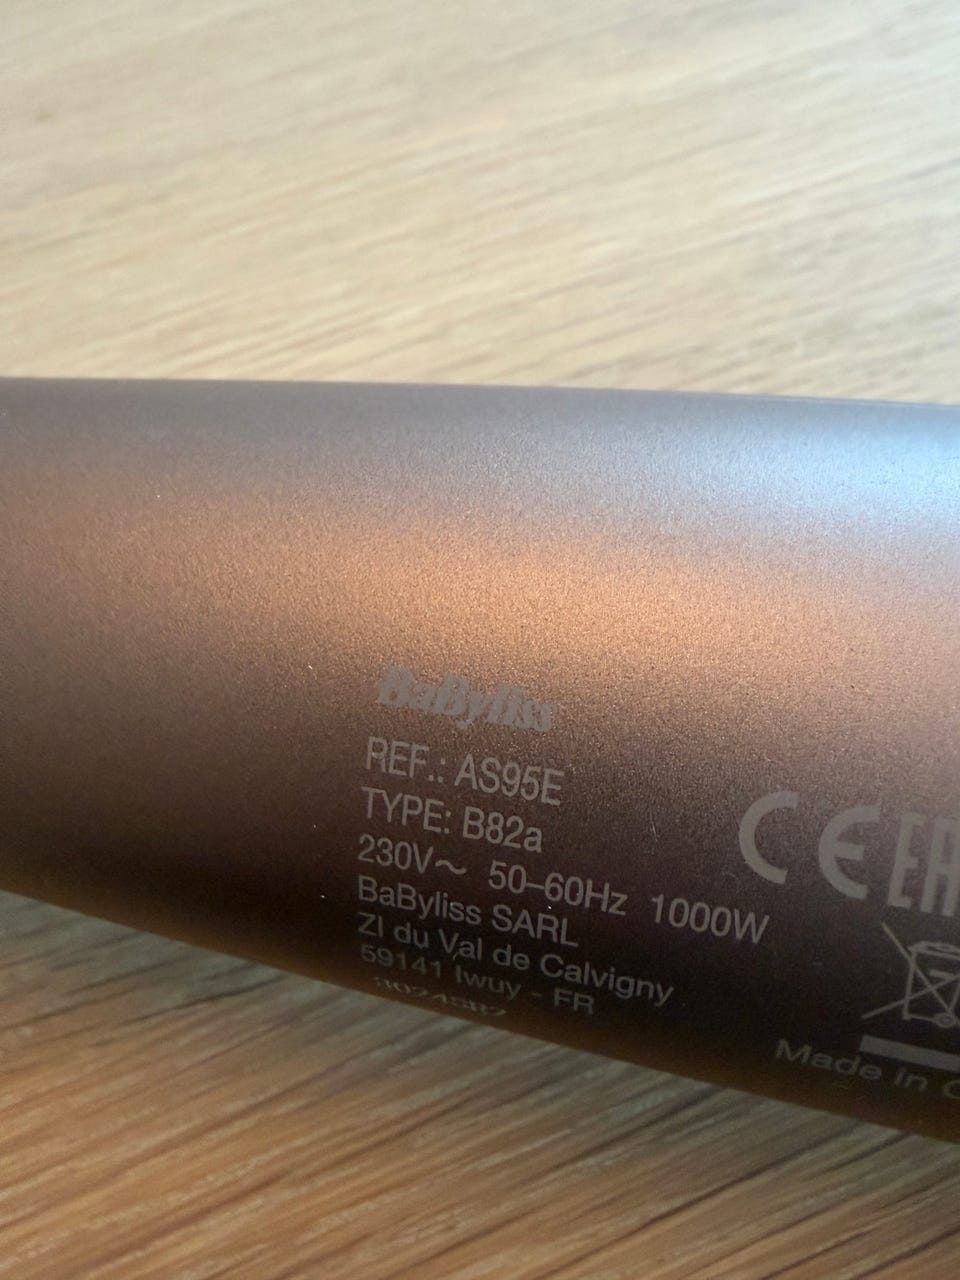 BaByliss
REF.: AS95E
TYPE: B82a
230V~ 50-60Hz 1000W
BaByliss SARL
ZI du Val de Calvigny
59141 Iwuy - FR
CE
Made in